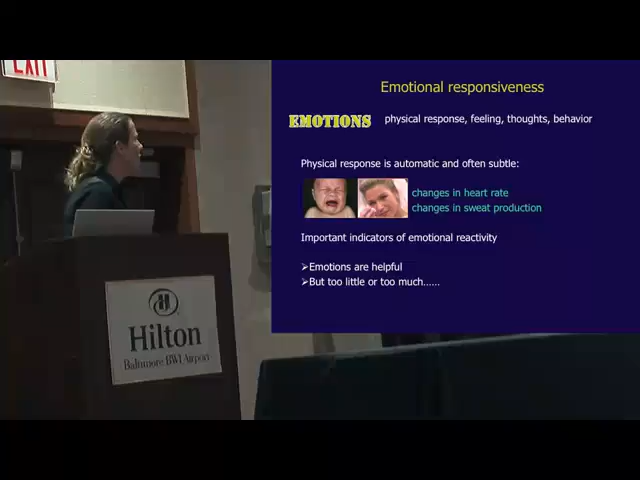 EXIT
Emotional responsiveness
EMOTIONS physical response, feeling, thoughts, behavior
Physical response is automatic and often subtle:
changes in heart rate
changes in sweat production
Important indicators of emotional reactivity
➢Emotions are helpful
➢But too little or too much......
Hilton
Baltimore BWI Airport